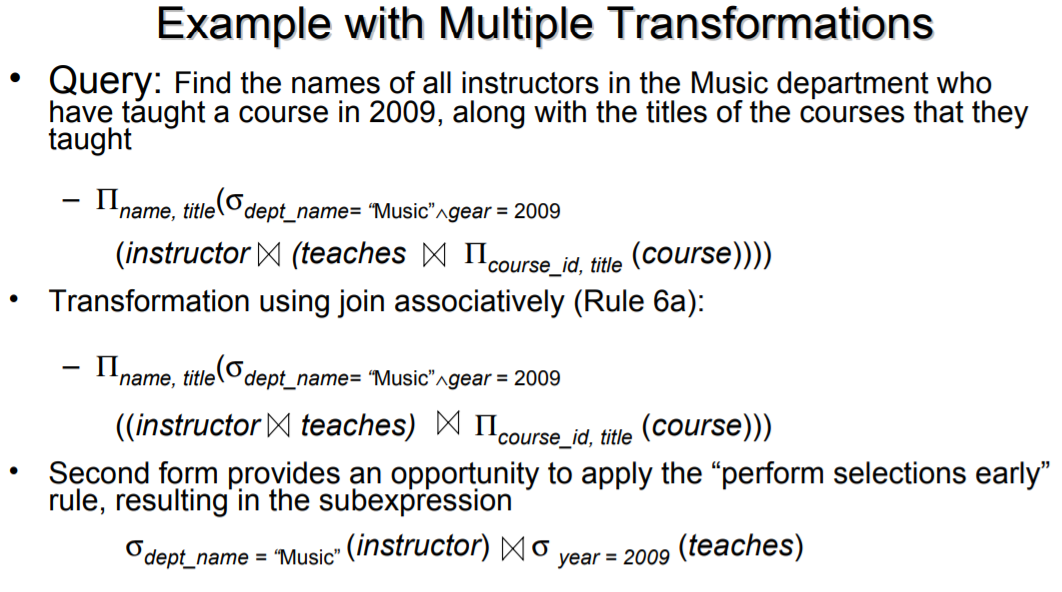 Example with Multiple Transformations
• Query: Find the names of all instructors in the Music department who
have taught a course in 2009, along with the titles of the courses that they
taught
– Πname, title(σdept_name= “Music”∧gear = 2009
(instructor ⨝ (teaches ⨝ Πcourse_id, title (course))))
• Transformation using join associatively (Rule 6a):
– Πname, title(σdept_name= “Music”∧gear = 2009
((instructor ⨝ teaches) ⨝ Πcourse_id, title (course)))
• Second form provides an opportunity to apply the “perform selections early”
rule, resulting in the subexpression
σdept_name = “Music” (instructor) ⨝ σ year = 2009 (teaches)